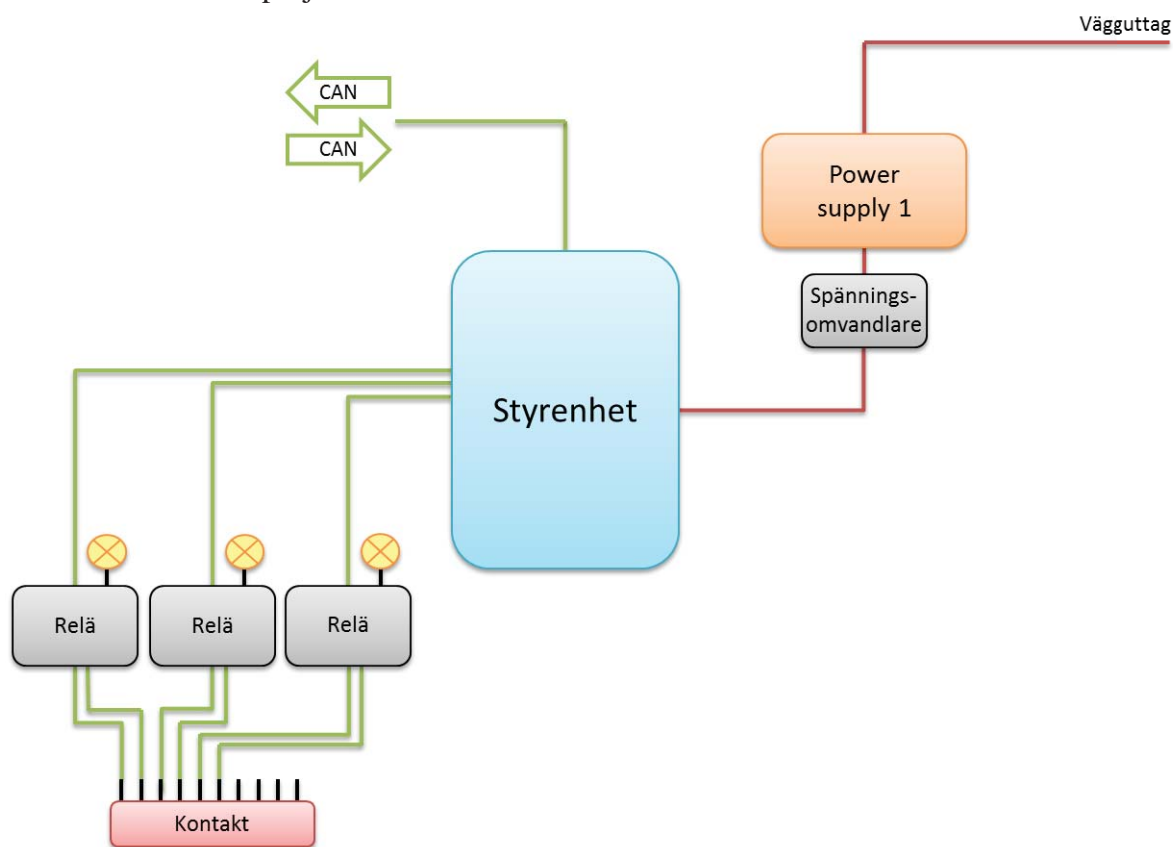 Vägguttag
CAN
CAN
Power
supply 1
Spännings-
omvandlare
Styrenhet
Relä
Relä
Relä
Kontakt